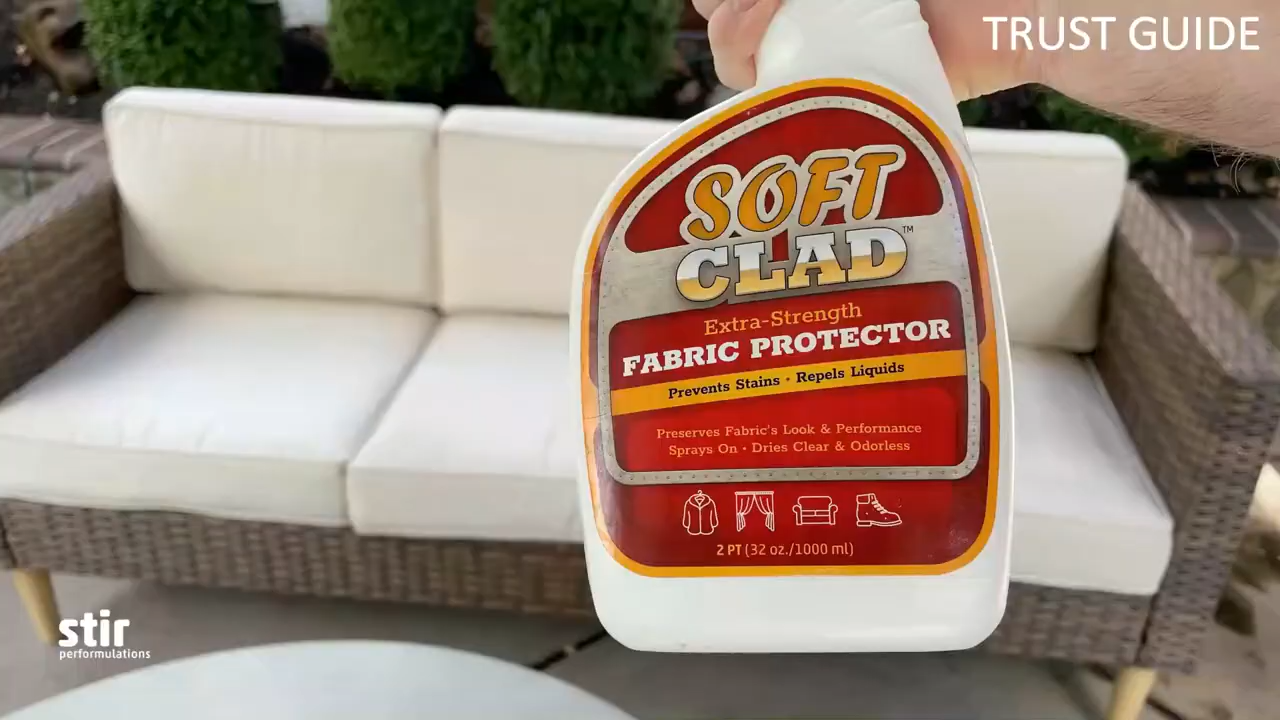 TRUST GUIDE
SOFT
CLAD™
Extra-Strength
FABRIC PROTECTOR
Prevents Stains • Repels Liquids
Preserves Fabric's Look & Performance
Sprays On • Dries Clear & Odorless
2 PT (32 oz./1000 ml)
stir
performulations